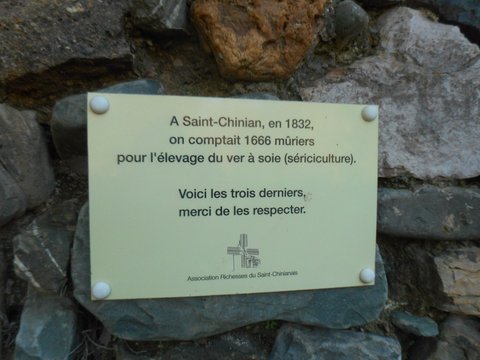 A Saint-Chinian, en 1832,
on comptait 1666 mûriers
pour l'élevage du ver à soie (sériciculture).
Voici les trois derniers,
merci de les respecter.
Association Richesses du Saint-Chinianais